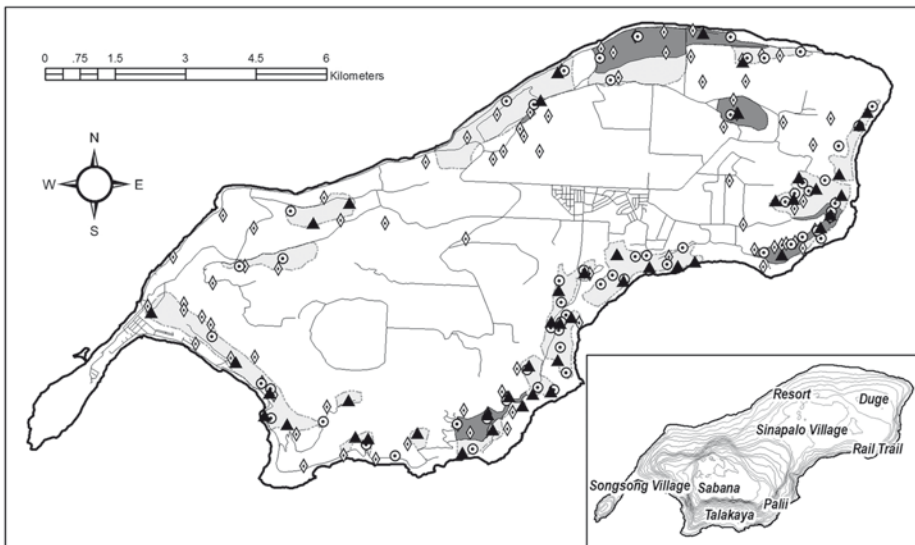 0 .75 1.5 3 4.5 6
Kilometers
N
W E
S
Resort
Duge
Sinapalo Village
Rail Trail
Songsong Village
Sabana
Palii
Talakaya